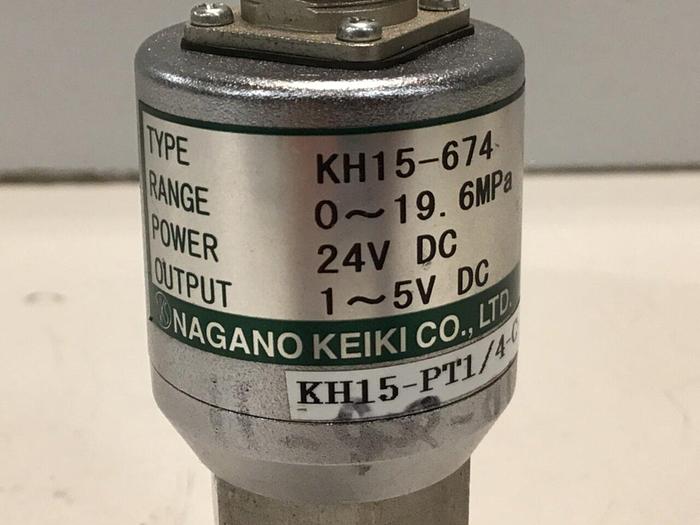 TYPE KH15-674
RANGE 0～19. 6MPa
POWER 24V DC
OUTPUT 1～5V DC
NAGANO KEIKI CO., LTD.
KH15-PT1/4-C